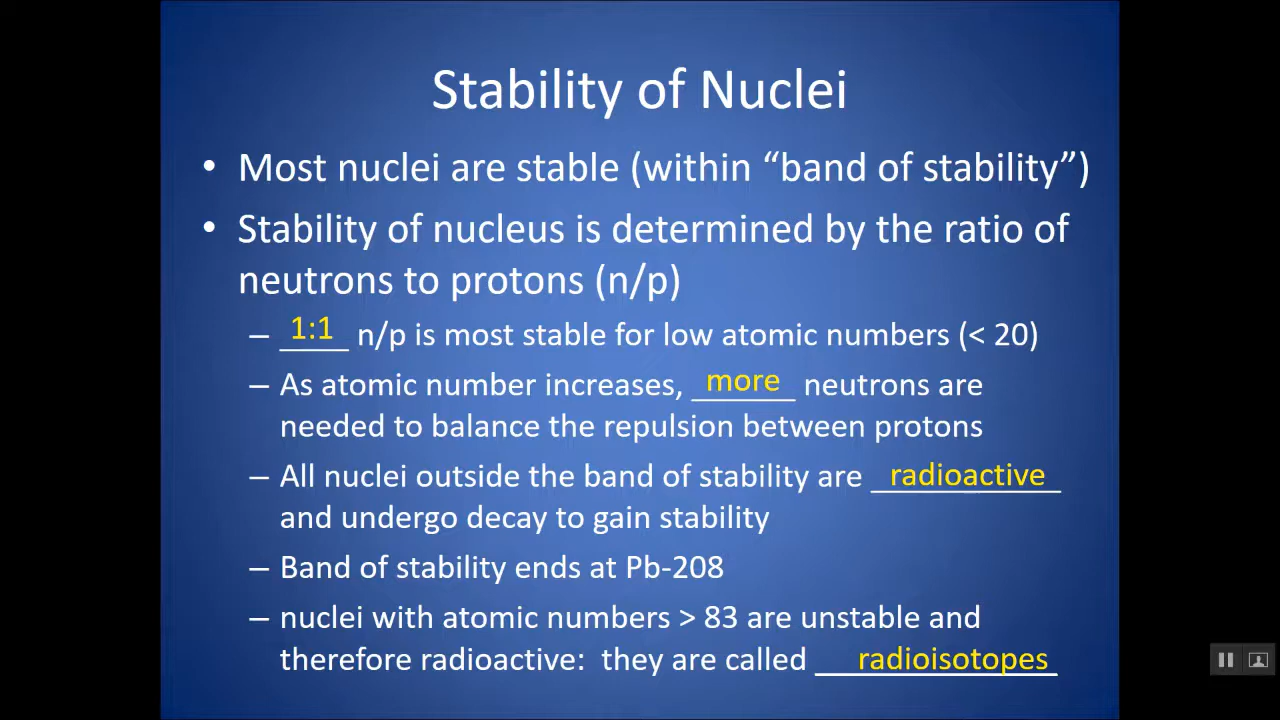 Stability of Nuclei
• Most nuclei are stable (within “band of stability”)
• Stability of nucleus is determined by the ratio of
neutrons to protons (n/p)
– 1:1 n/p is most stable for low atomic numbers (< 20)
– As atomic number increases, more neutrons are
needed to balance the repulsion between protons
– All nuclei outside the band of stability are radioactive
and undergo decay to gain stability
– Band of stability ends at Pb-208
– nuclei with atomic numbers > 83 are unstable and
therefore radioactive: they are called radioisotopes